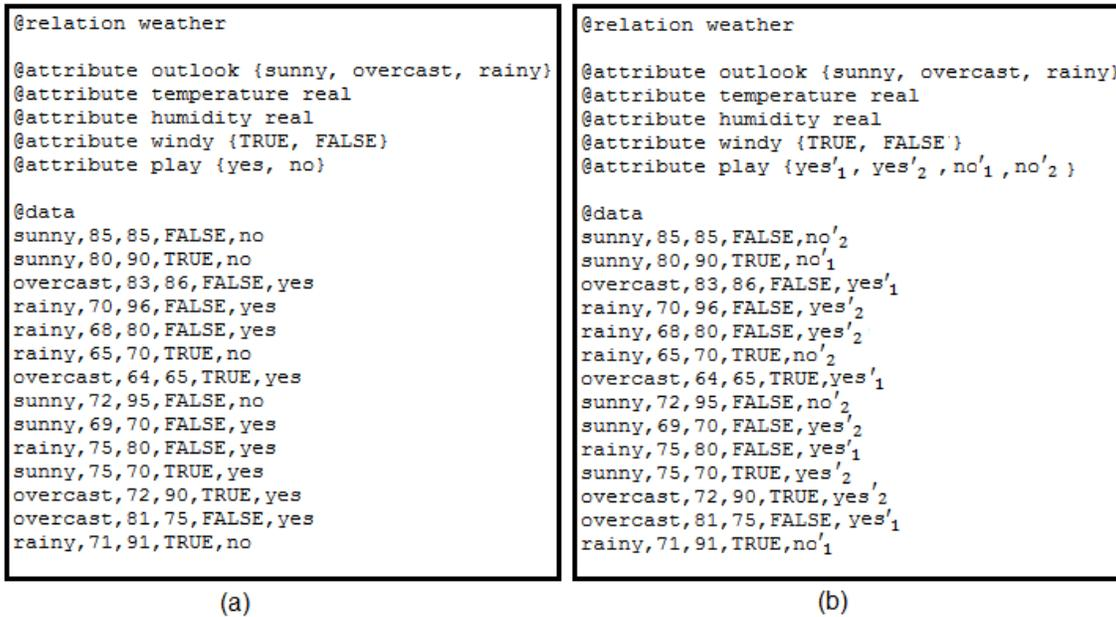 @relation weather
@attribute outlook {sunny, overcast, rainy}
@attribute temperature real
@attribute humidity real
@attribute windy {TRUE, FALSE}
@attribute play {yes, no}
@data
sunny,85,85,FALSE,no
sunny,80,90,TRUE,no
overcast,83,86,FALSE,yes
rainy,70,96,FALSE,yes
rainy,68,80,FALSE,yes
rainy,65,70,TRUE,no
overcast,64,65,TRUE,yes
sunny,72,95,FALSE,no
sunny,69,70,FALSE,yes
rainy,75,80,FALSE,yes
sunny,75,70,TRUE,yes
overcast,72,90,TRUE,yes
overcast,81,75,FALSE,yes
rainy,71,91,TRUE,no
(a)
@relation weather
@attribute outlook {sunny, overcast, rainy}
@attribute temperature real
@attribute humidity real
@attribute windy {TRUE, FALSE}
@attribute play {yes′₁, yes′₂ ,no′₁ ,no′₂ }
@data
sunny,85,85,FALSE,no′₂
sunny,80,90,TRUE,no′₁
overcast,83,86,FALSE, yes′₁
rainy,70,96,FALSE, yes′₂
rainy,68,80,FALSE, yes′₂
rainy,65,70,TRUE,no′₂
overcast,64,65,TRUE,yes′₁
sunny,72,95,FALSE,no′₂
sunny,69,70,FALSE, yes′₂
rainy,75,80,FALSE, yes′₁
sunny,75,70,TRUE,yes′₂
overcast,72,90,TRUE,yes′₂
overcast,81,75,FALSE, yes′₁
rainy,71,91,TRUE,no′₁
(b)